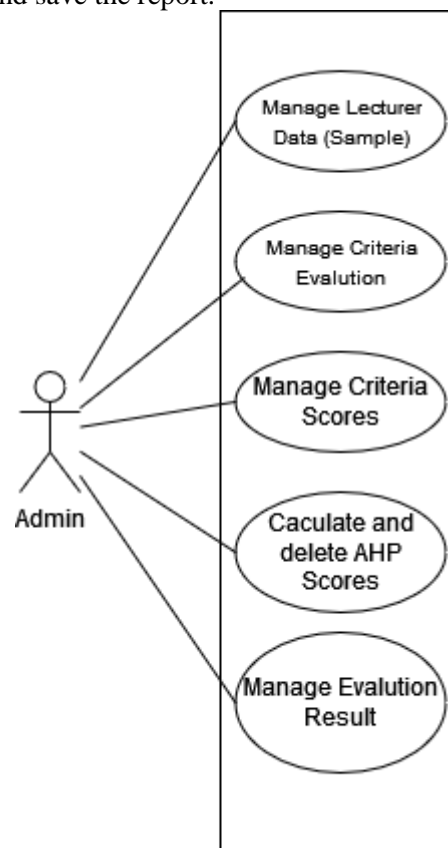 nd save the report.
Manage Lecturer
Data (Sample)
Manage Criteria
Evalution
Manage Criteria
Scores
Admin
Caculate and
delete AHP
Scores
Manage Evalution
Result